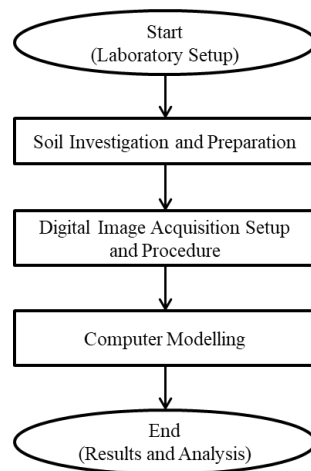 Start
(Laboratory Setup)
Soil Investigation and Preparation
Digital Image Acquisition Setup
and Procedure
Computer Modelling
End
(Results and Analysis)